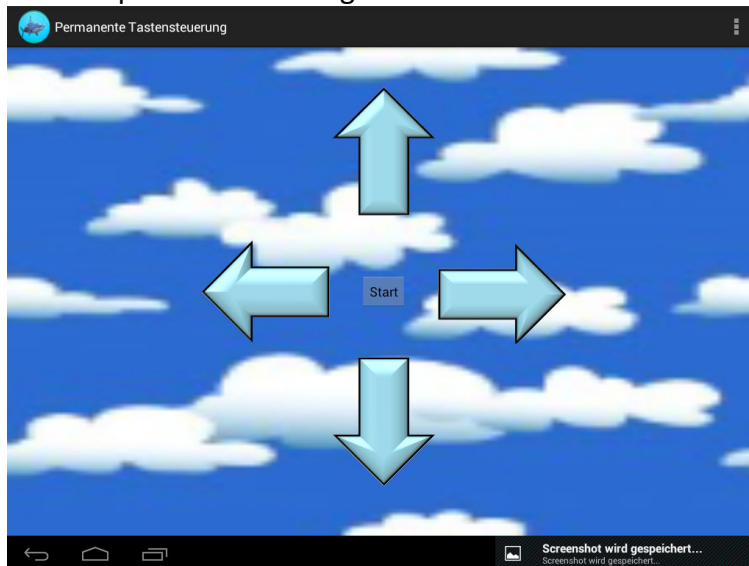 Permanente Tastensteuerung
Start
Screenshot wird gespeichert...
Screenshot wird gespeichert...